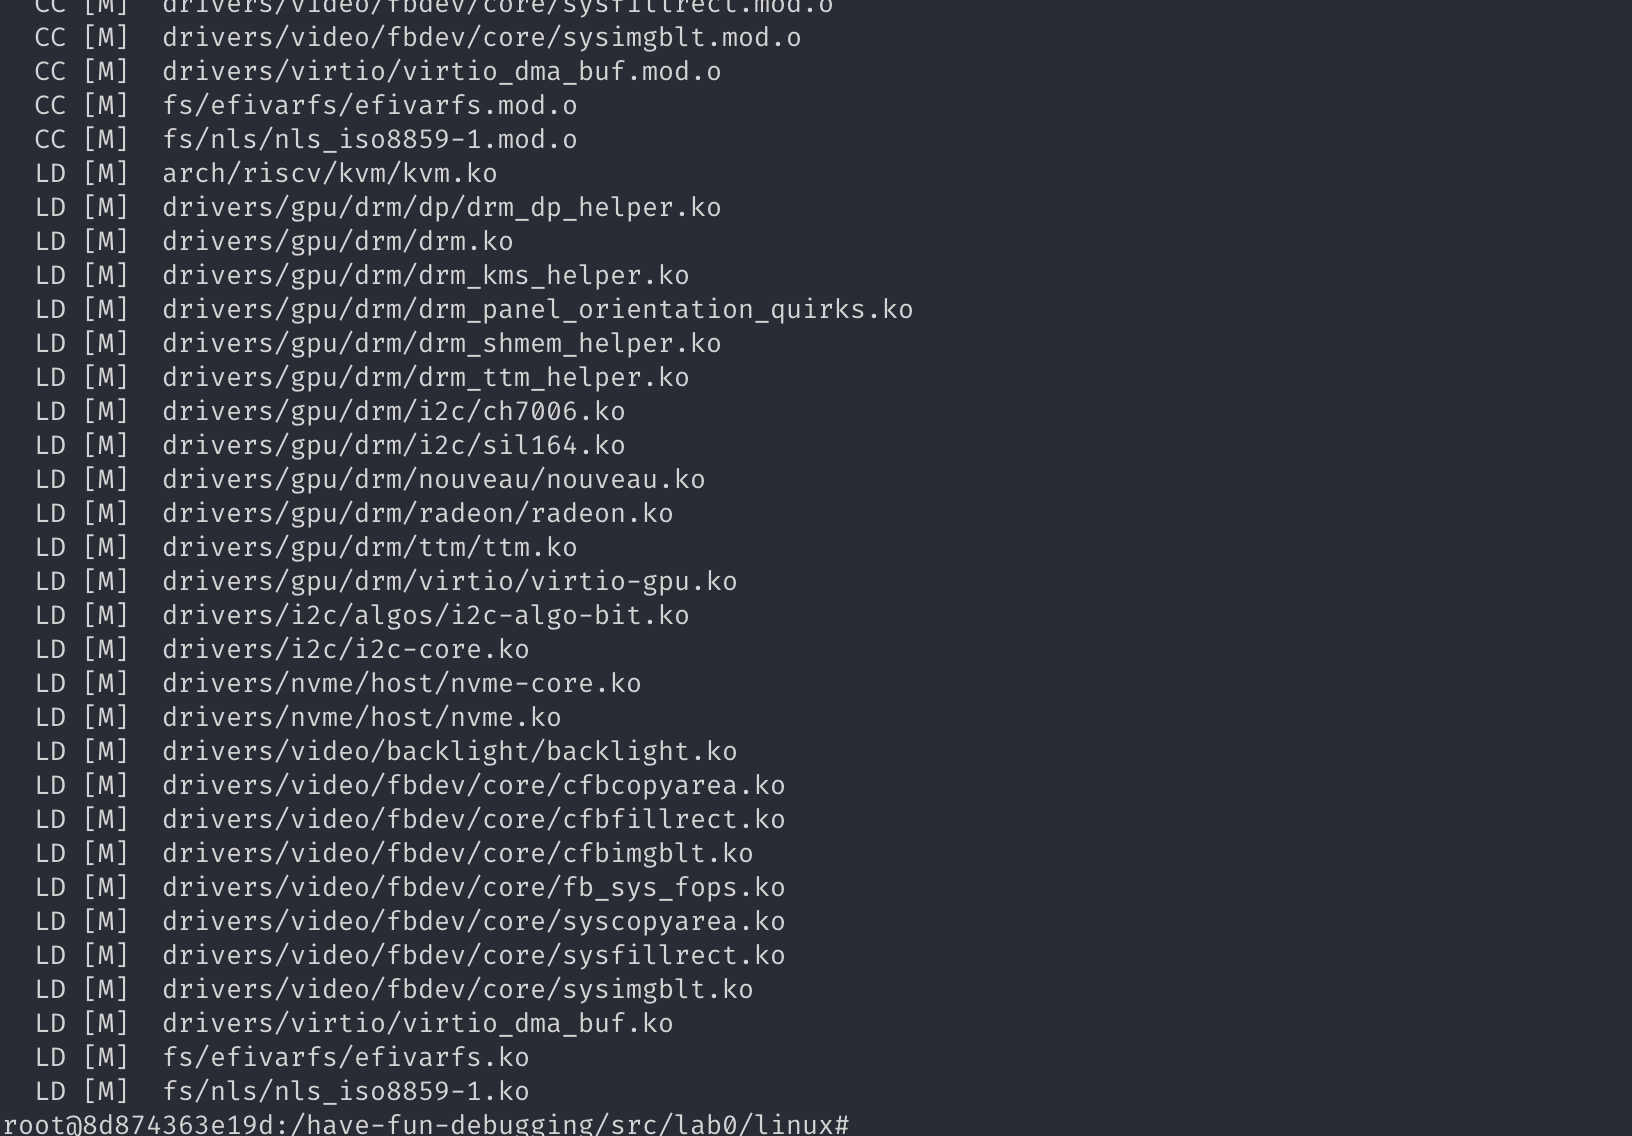 CC [M]  drivers/video/fbdev/core/sysfillrect.mod.o
CC [M]  drivers/video/fbdev/core/sysimgblt.mod.o
CC [M]  drivers/virtio/virtio_dma_buf.mod.o
CC [M]  fs/efivarfs/efivarfs.mod.o
CC [M]  fs/nls/nls_iso8859-1.mod.o
LD [M]  arch/riscv/kvm/kvm.ko
LD [M]  drivers/gpu/drm/dp/drm_dp_helper.ko
LD [M]  drivers/gpu/drm/drm.ko
LD [M]  drivers/gpu/drm/drm_kms_helper.ko
LD [M]  drivers/gpu/drm/drm_panel_orientation_quirks.ko
LD [M]  drivers/gpu/drm/drm_shmem_helper.ko
LD [M]  drivers/gpu/drm/drm_ttm_helper.ko
LD [M]  drivers/gpu/drm/i2c/ch7006.ko
LD [M]  drivers/gpu/drm/i2c/sil164.ko
LD [M]  drivers/gpu/drm/nouveau/nouveau.ko
LD [M]  drivers/gpu/drm/radeon/radeon.ko
LD [M]  drivers/gpu/drm/ttm/ttm.ko
LD [M]  drivers/gpu/drm/virtio/virtio-gpu.ko
LD [M]  drivers/i2c/algos/i2c-algo-bit.ko
LD [M]  drivers/i2c/i2c-core.ko
LD [M]  drivers/nvme/host/nvme-core.ko
LD [M]  drivers/nvme/host/nvme.ko
LD [M]  drivers/video/backlight/backlight.ko
LD [M]  drivers/video/fbdev/core/cfbcopyarea.ko
LD [M]  drivers/video/fbdev/core/cfbfillrect.ko
LD [M]  drivers/video/fbdev/core/cfbimgblt.ko
LD [M]  drivers/video/fbdev/core/fb_sys_fops.ko
LD [M]  drivers/video/fbdev/core/syscopyarea.ko
LD [M]  drivers/video/fbdev/core/sysfillrect.ko
LD [M]  drivers/video/fbdev/core/sysimgblt.ko
LD [M]  drivers/virtio/virtio_dma_buf.ko
LD [M]  fs/efivarfs/efivarfs.ko
LD [M]  fs/nls/nls_iso8859-1.ko
root@8d874363e19d:/have-fun-debugging/src/lab0/linux#